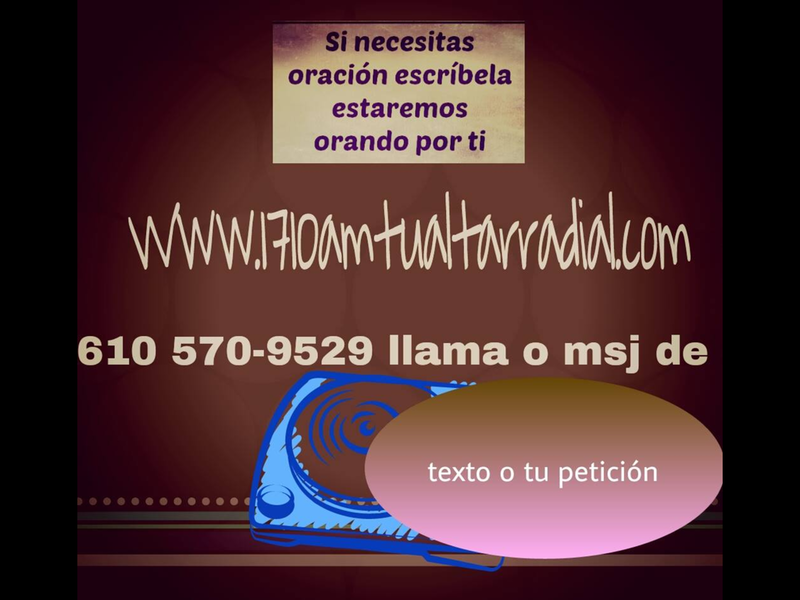 Si necesitas
oración escríbela
estaremos
orando por ti
www.1710amtualtarradial.com
610 570-9529 llama o msj de
texto o tu petición